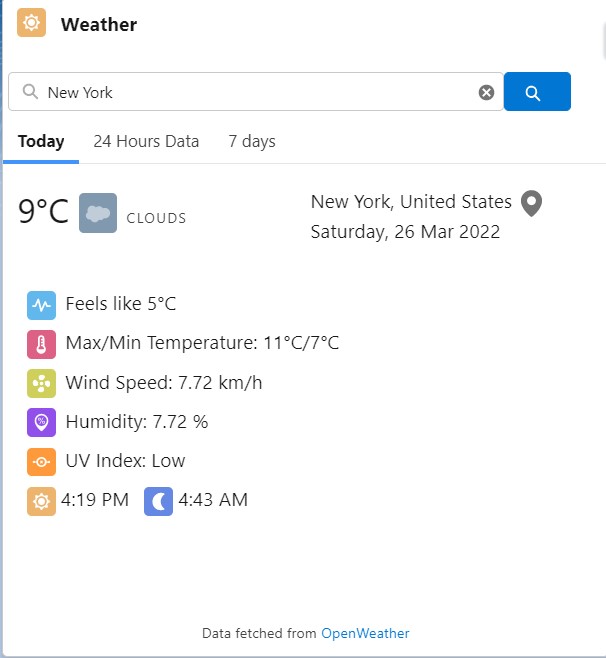 Weather
New York
Today 24 Hours Data 7 days
9°C CLOUDS
New York, United States
Saturday, 26 Mar 2022
Feels like 5°C
Max/Min Temperature: 11°C/7°C
Wind Speed: 7.72 km/h
Humidity: 7.72 %
UV Index: Low
4:19 PM 4:43 AM
Data fetched from OpenWeather